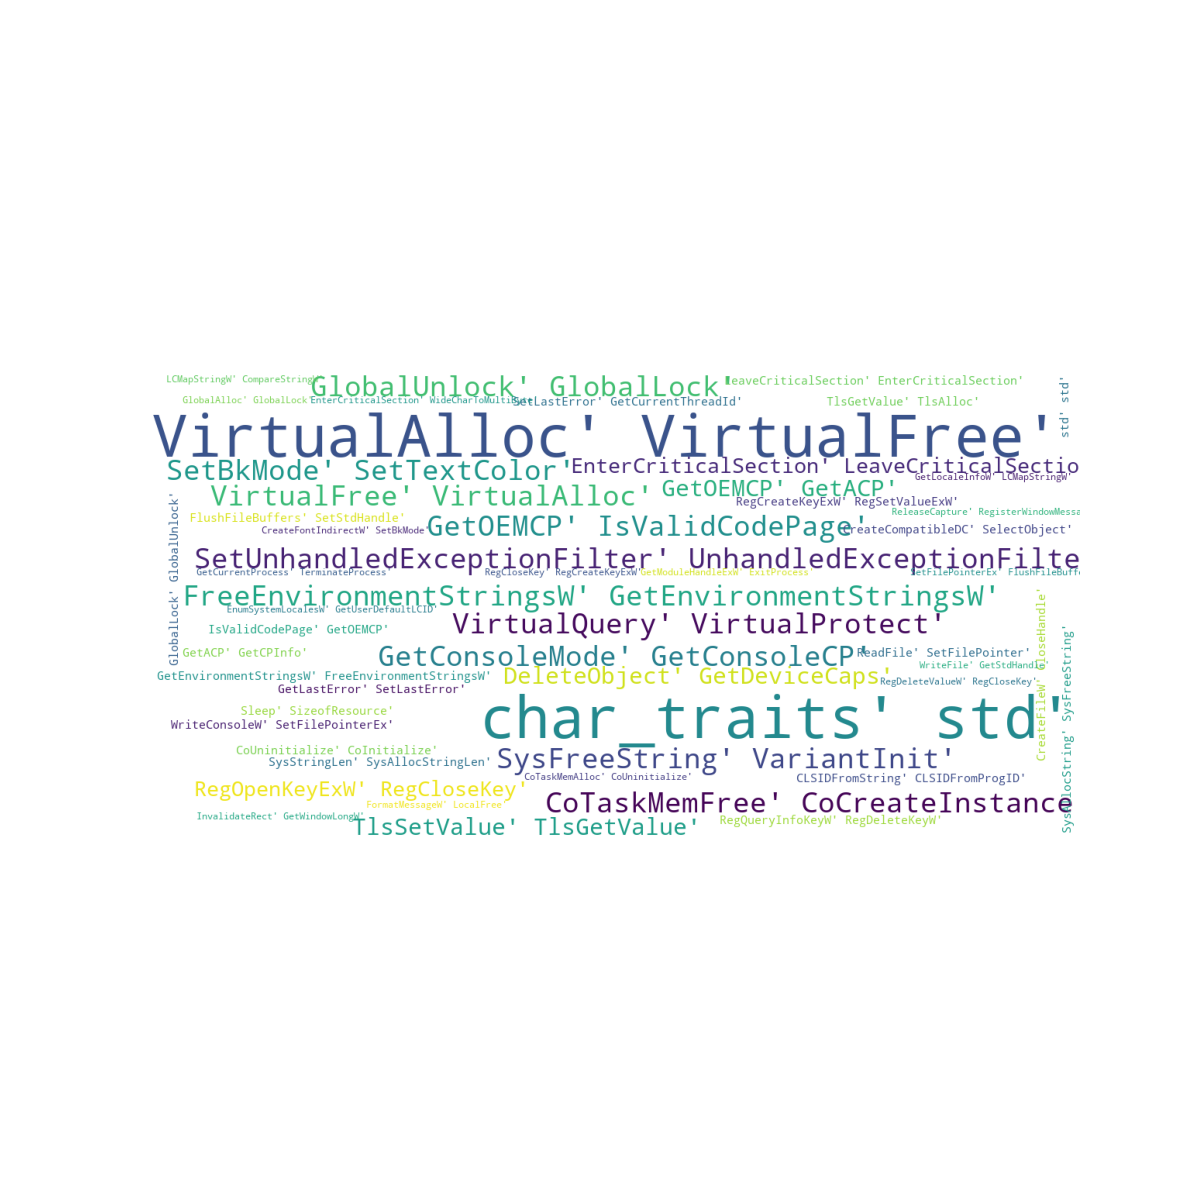 LCMapStringW' CompareStringW'
GlobalUnlock' GlobalLock'
LeaveCriticalSection' EnterCriticalSection'
std' std'
GlobalAlloc' GlobalLock'
EnterCriticalSection' WideCharToMultiByte'
SetLastError' GetCurrentThreadId'
TlsGetValue' TlsAlloc'
VirtualAlloc' VirtualFree'
SetBkMode' SetTextColor'
EnterCriticalSection' LeaveCriticalSectio
GetLocaleInfoW' LCMapStringW'
VirtualFree' VirtualAlloc'
GetOEMCP' GetACP'
RegCreateKeyExW' RegSetValueExW'
GlobalLock' GlobalUnlock'
FlushFileBuffers' SetStdHandle'
ReleaseCapture' RegisterWindowMessa
CreateFontIndirectW' SetBkMode'
GetOEMCP' IsValidCodePage'
CreateCompatibleDC' SelectObject'
SetUnhandledExceptionFilter' UnhandledExceptionFilte
GetCurrentProcess' TerminateProcess'
RegCloseKey' RegCreateKeyExW'
GetModuleHandleExW' ExitProcess'
SetFilePointerEx' FlushFileBuffe
FreeEnvironmentStringsW' GetEnvironmentStringsW'
EnumSystemLocalesW' GetUserDefaultLCID'
IsValidCodePage' GetOEMCP'
VirtualQuery' VirtualProtect'
CreateFileW' CloseHandle'
SysAllocString' SysFreeString'
GetACP' GetCPInfo'
GetConsoleMode' GetConsoleCP'
ReadFile' SetFilePointer'
WriteFile' GetStdHandle'
GetEnvironmentStringsW' FreeEnvironmentStringsW'
DeleteObject' GetDeviceCaps'
RegDeleteValueW' RegCloseKey'
GetLastError' SetLastError'
Sleep' SizeofResource'
WriteConsoleW' SetFilePointerEx'
char_traits' std'
CoUninitialize' CoInitialize'
SysStringLen' SysAllocStringLen'
SysFreeString' VariantInit'
CoTaskMemAlloc' CoUninitialize'
CLSIDFromString' CLSIDFromProgID'
RegOpenKeyExW' RegCloseKey'
FormatMessageW' LocalFree'
CoTaskMemFree' CoCreateInstance
InvalidateRect' GetWindowLongW'
TlsSetValue' TlsGetValue'
RegQueryInfoKeyW' RegDeleteKeyW'